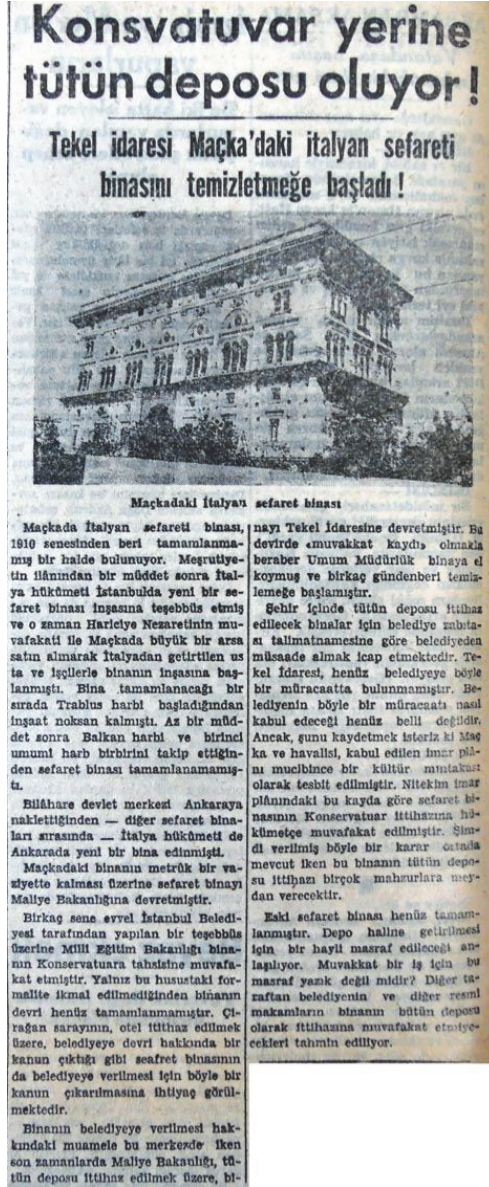 Konsvatuvar yerine
tütün deposu oluyor!
Tekel idaresi Maçka'daki italyan sefareti
binasını temizletmeğe başladı!
Maçkadaki İtalyan sefaret binası
Maçkada İtalyan sefareti binası,
1910 senesinden beri tamamlanma-
mış bir halde bulunuyor. Meşrutiye-
tin ilânından bir müddet sonra İtal-
ya hükûmeti İstanbulda yeni bir se-
faret binası inşasına teşebbüs etmiş
ve o zaman Hariciye Nezaretinin mu-
vafakati ile Maçkada büyük bir arsa
satın almarak İtalyadan getirtilen us
ta ve işçilerle binanın inşasına baş-
lanmıştı. Bina tamamlanacağı bir
sırada Trablus harbi başladığından
inşaat noksan kalmıştı. Az bir müd-
det sonra Balkan harbi ve birinci
umumî harb birbirini takip ettiğin-
den sefaret binası tamamlanamamış-
tı.
Bilâhare devlet merkezi Ankaraya
naklettiğinden — diğer sefaret bina-
ları sırasında — İtalya hükûmeti de
Ankarada yeni bir bina edinmişti.
Maçkadaki binanın metrûk bir va-
ziyette kalması üzerine sefaret binayı
Maliye Bakanlığına devretmiştir.
Birkaç sene evvel İstanbul Beledi-
yesi tarafından yapılan bir teşebbüs
üzerine Milli Eğitim Bakanlığı bina-
nın Konservatuara tahsisine muvafa-
kat etmiştir. Yalnız bu husustaki for-
malite ikmal edilmediğinden binanın
devri henüz tamamlanmamıştır. Çı-
rağan sarayının, otel ittihaz edilmek
üzere, belediyeye devri hakkında bir
kanun çıktığı gibi seafret binasının
da belediyeye verilmesi için böyle bir
kanun çıkarılmasına ihtiyaç görül-
mektedir.
Binanın belediyeye verilmesi hak-
kındaki muamele bu merkezde iken
son zamanlarda Maliye Bakanlığı, tü-
tün deposu ittihaz edilmek üzere, bi-
nayı Tekel İdaresine devretmiştir. Bu
devirde «muvakkat kaydı» olmakla
beraber Umum Müdürlük binaya el
koymuş ve birkaç gündenberi temiz-
lemeğe başlamıştır.
Şehir içinde tütün deposu ittihaz
edilecek binalar için belediye zabıta-
sı talimatnamesine göre belediyeden
müsaade almak icap etmektedir. Te-
kel İdaresi, henüz belediyeye böyle
bir müracaatta bulunmamıştır. Be-
lediyenin böyle bir müracaatı nasıl
kabul edeceği henüz belli değildir.
Ancak, şunu kaydetmek isteriz ki Maç
ka ve havalisi, kabul edilen imar plâ-
nı mucibince bir kültür mıntakası
olarak tesbit edilmiştir. Nitekim imar
plânındaki bu kayda göre sefaret bi-
nasının Konservatuar ittihazına hü-
kûmetçe muvafakat edilmiştir. Şim-
di verilmiş böyle bir karar ortada
mevcut iken bu binanın tütün depo-
su ittihazı birçok mahzurlara mey-
dan verecektir.
Eski sefaret binası henüz tamam-
lanmıştır. Depo haline getirilmesi
için bir hayli masraf edileceği an-
laşılıyor. Muvakkat bir iş için bu
masraf yazık değil midir? Diğer ta-
raftan belediyenin ve diğer resmî
makamların binanın bütün deposu
olarak ittihazına muvafakat etmiye-
cekleri tahmin ediliyor.